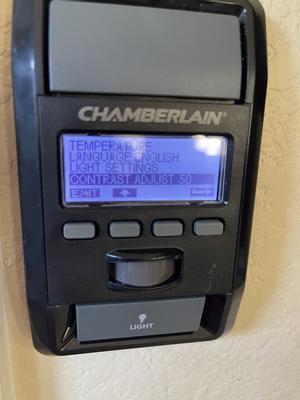 CHAMBERLAIN
TEMPERATURE
LANGUAGE ENGLISH
LIGHT SETTINGS
CONTRAST ADJUST 50
EXIT
LIGHT